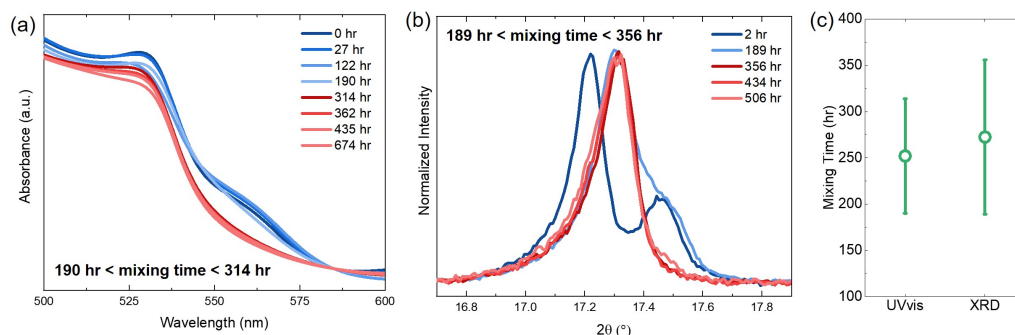 (a)
Absorbance (a.u.)
0 hr
27 hr
122 hr
190 hr
314 hr
362 hr
435 hr
674 hr
190 hr < mixing time < 314 hr
500 525 550 575 600
Wavelength (nm)
(b)
189 hr < mixing time < 356 hr
Normalized Intensity
2 hr
189 hr
356 hr
434 hr
506 hr
16.8 17.0 17.2 17.4 17.6 17.8
2θ (°)
(c)
Mixing Time (hr)
400
350
300
250
200
150
100
UVvis XRD